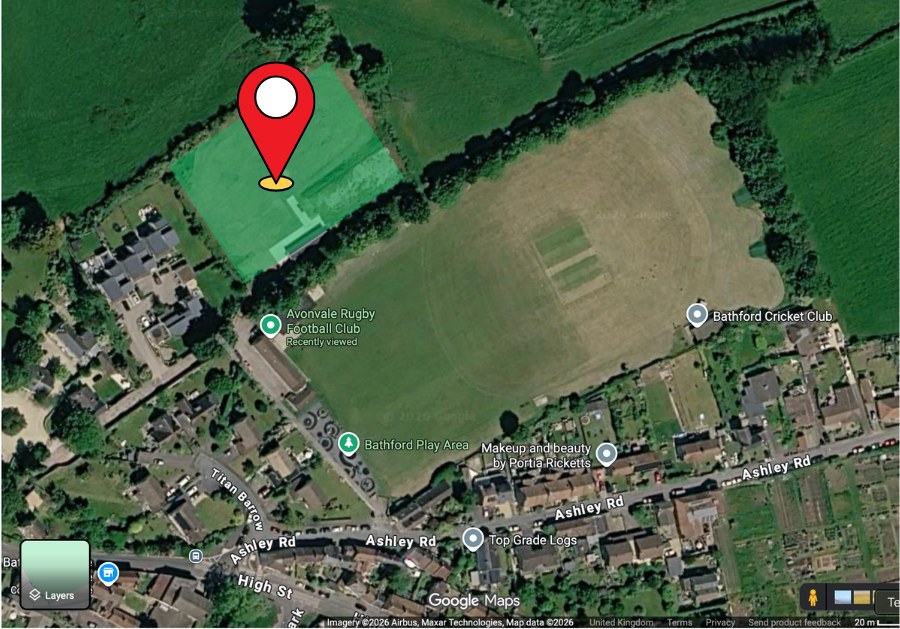 Avonvale Rugby
Football Club
Recently viewed
Bathford Cricket Club
Bathford Play Area
Makeup and beauty
by Portia Ricketts
Ashley Rd
Titan Barrow
Ashley Rd
Ashley Rd
Ashley Rd
Top Grade Logs
High St
Layers
Google Maps
Imagery ©2026 Airbus, Maxar Technologies, Map data ©2026 United Kingdom Terms Privacy Send product feedback 20 m